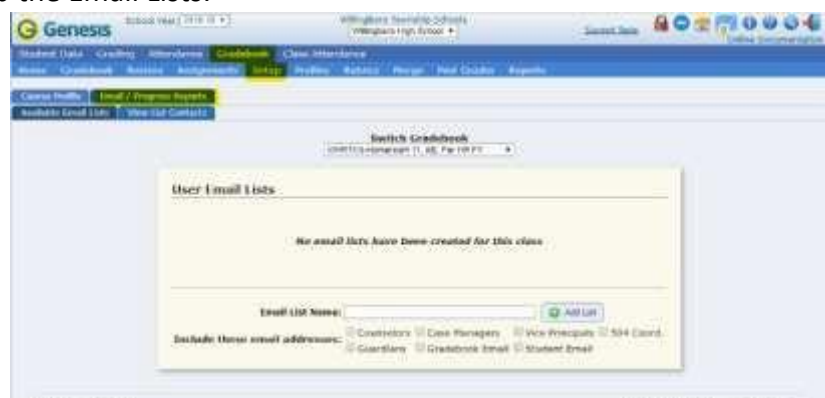 the Email Lists.
Genesis School Year 2018-19 Willingboro Township Schools
Willingboro High School
Student Data Grading Attendance Gradebook Class Attendance
Home Gradebook Assignments Setup Profiles Rubrics Merge Post Grades Reports
Course Profile Email / Progress Reports
Available Email Lists View List Contacts
Switch Gradebook
User Email Lists
No email lists have been created for this class
Email List Name: Add List
Include these email addresses: Counselors Case Managers Vice Principals 504 Coord.
Guardians Gradebook Email Student Email